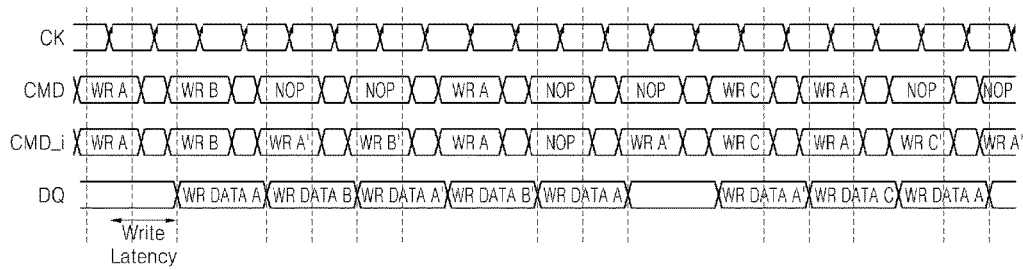 CK
CMD WR A WR B NOP NOP WR A NOP NOP WR C WR A NOP NOP
CMD_i WR A WR B WR A' WR B' WR A NOP WR A' WR C WR A WR C' WR A'
DQ WR DATA A WR DATA B WR DATA A' WR DATA B' WR DATA A WR DATA A' WR DATA C WR DATA A
Write
Latency